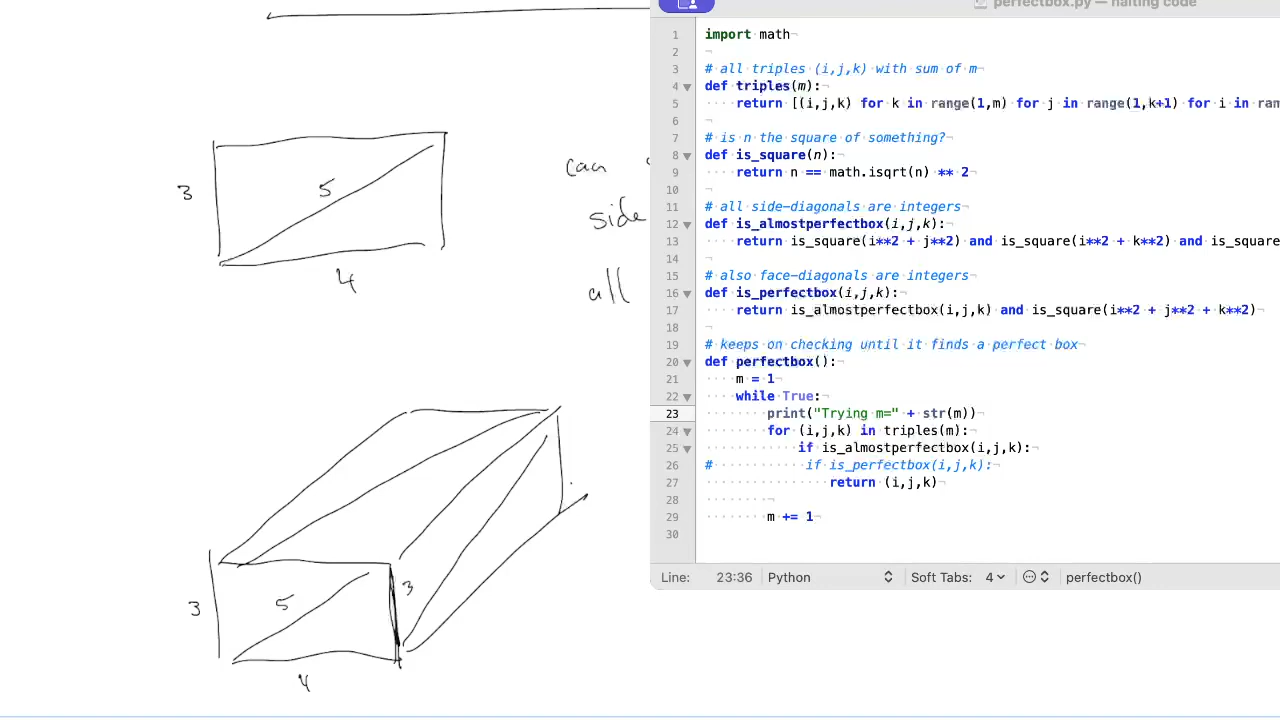 perfectbox.py — halting code
1 import math¬
2 ¬
3 # all triples (i,j,k) with sum of m
4 def triples(m):¬
5 return [(i,j,k) for k in range(1,m) for j in range(1,k+1) for i in ran
6 ¬
7 # is n the square of something?
8 def is_square(n):¬
9 return n == math.isqrt(n) ** 2
10 ¬
11 # all side-diagonals are integers
12 def is_almostperfectbox(i,j,k):¬
13 return is_square(i**2 + j**2) and is_square(i**2 + k**2) and is_square
14 ¬
15 # also face-diagonals are integers
16 def is_perfectbox(i,j,k):¬
17 return is_almostperfectbox(i,j,k) and is_square(i**2 + j**2 + k**2)¬
18 ¬
19 # keeps on checking until it finds a perfect box
20 def perfectbox():¬
21 m = 1¬
22 while True:¬
23 print("Trying m=" + str(m))¬
24 for (i,j,k) in triples(m):¬
25 if is_almostperfectbox(i,j,k):¬
26 # if is_perfectbox(i,j,k):¬
27 return (i,j,k)¬
28 ¬
29 m += 1¬
30
Line: 23:36 Python Soft Tabs: 4 perfectbox()
3
5
4
can
side
all
3
5
3
4